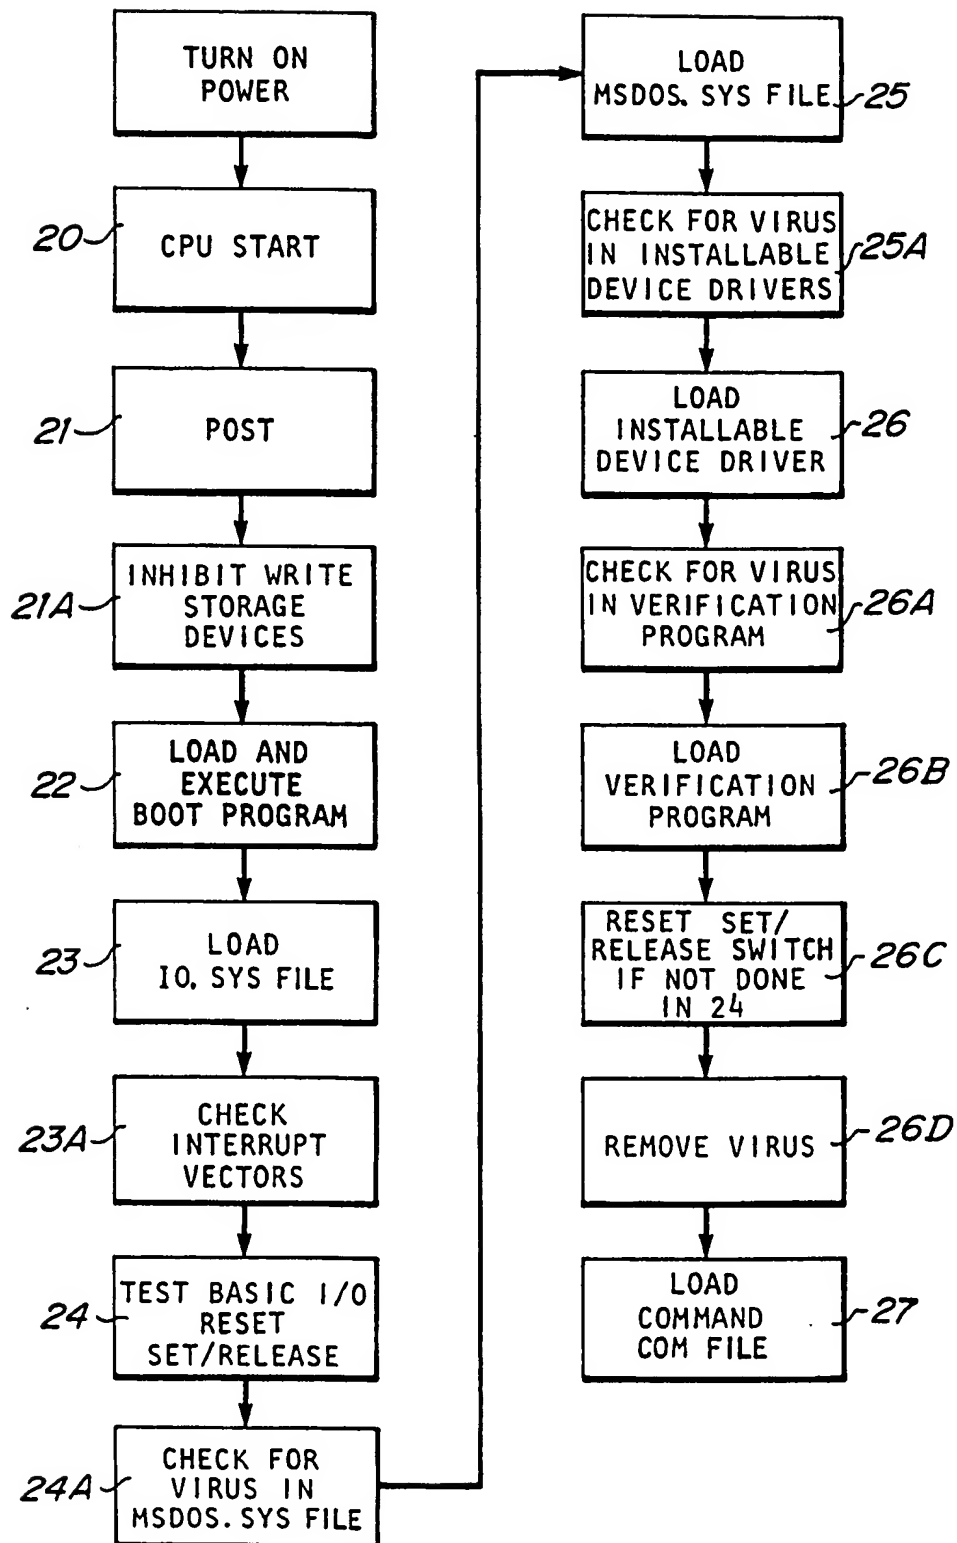 TURN ON
POWER
20
CPU START
21
POST
21A
INHIBIT WRITE
STORAGE
DEVICES
22
LOAD AND
EXECUTE
BOOT PROGRAM
23
LOAD
IO. SYS FILE
23A
CHECK
INTERRUPT
VECTORS
24
TEST BASIC I/O
RESET
SET/RELEASE
24A
CHECK FOR
VIRUS IN
MSDOS. SYS FILE
LOAD
MSDOS. SYS FILE
25
CHECK FOR VIRUS
IN INSTALLABLE
DEVICE DRIVERS
25A
LOAD
INSTALLABLE
DEVICE DRIVER
26
CHECK FOR VIRUS
IN VERIFICATION
PROGRAM
26A
LOAD
VERIFICATION
PROGRAM
26B
RESET SET/
RELEASE SWITCH
IF NOT DONE
IN 24
26C
REMOVE VIRUS
26D
LOAD
COMMAND
COM FILE
27